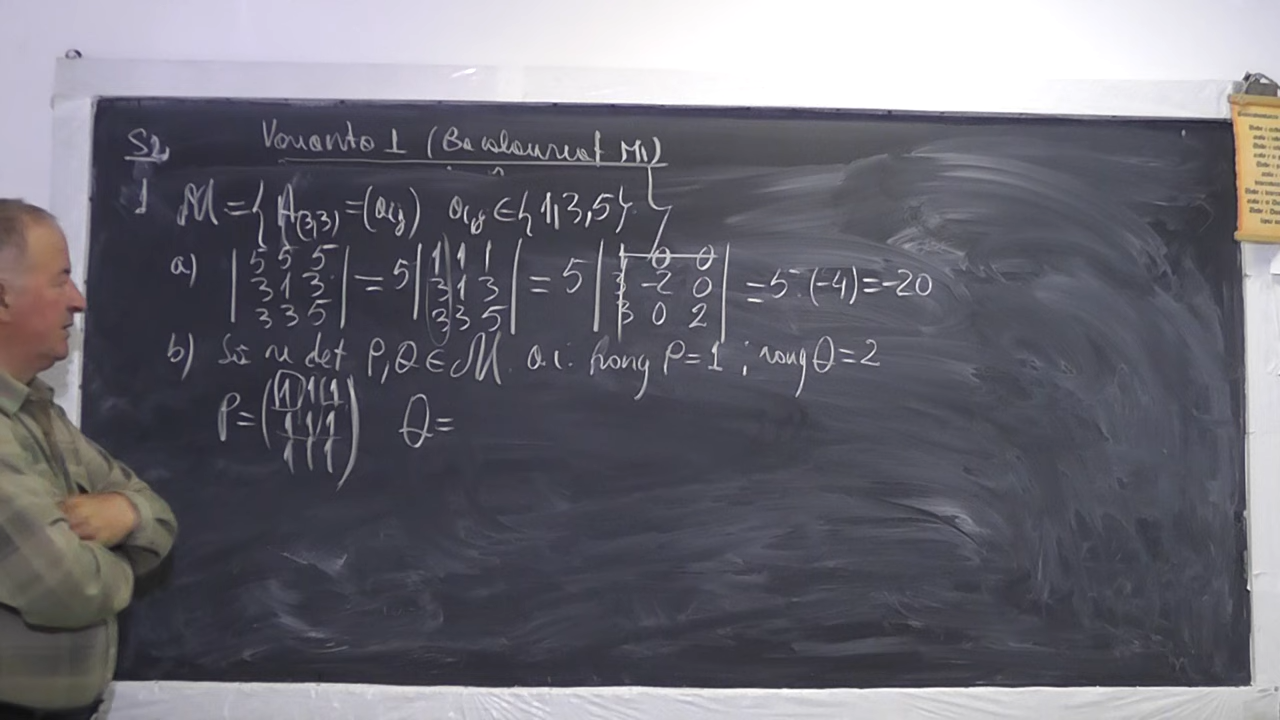 S2
Varianta 1 (Bacalaureat M1)
1 M={ A(3,3)=(aij) ai,j ∈{1,3,5} }
a) |5 5 5; 3 1 3; 3 3 5| = 5 |1 1 1; 3 1 3; 3 3 5| = 5 |1 0 0; 3 -2 0; 3 0 2| = 5·(-4)=-20
b) Să se det P,Q ∈ M a.î. rang P=1; rang Q=2
P= (1 1 1; 1 1 1; 1 1 1) Q=